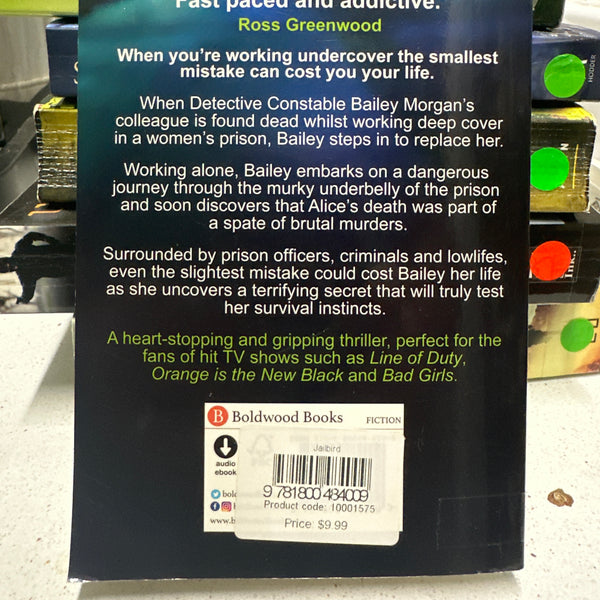 Fast paced and addictive.
Ross Greenwood
When you're working undercover the smallest
mistake can cost you your life.
When Detective Constable Bailey Morgan's
colleague is found dead whilst working deep cover
in a women's prison, Bailey steps in to replace her.
Working alone, Bailey embarks on a dangerous
journey through the murky underbelly of the prison
and soon discovers that Alice's death was part of
a spate of brutal murders.
Surrounded by prison officers, criminals and lowlifes,
even the slightest mistake could cost Bailey her life
as she uncovers a terrifying secret that will truly test
her survival instincts.
A heart-stopping and gripping thriller, perfect for the
fans of hit TV shows such as Line of Duty,
Orange is the New Black and Bad Girls.
B Boldwood Books
FICTION
audio
ebook
Jailbird
9 781800 484009
Product code: 10001575
Price: $9.99
www.b
HODDER